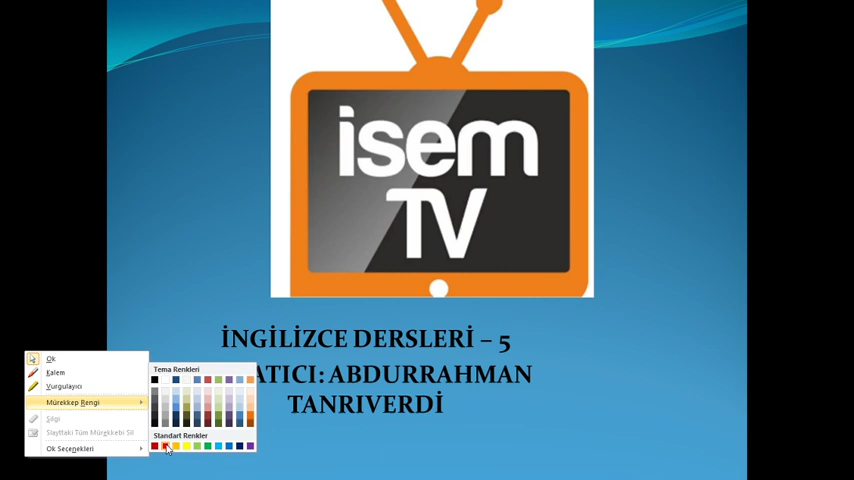 isem
TV
İNGİLİZCE DERSLERİ – 5
ATICI: ABDURRAHMAN
TANRIVERDİ
Ok
Kalem
Vurgulayıcı
Mürekkep Rengi
Silgi
Slayttaki Tüm Mürekkebi Sil
Ok Seçenekleri
Tema Renkleri
Standart Renkler